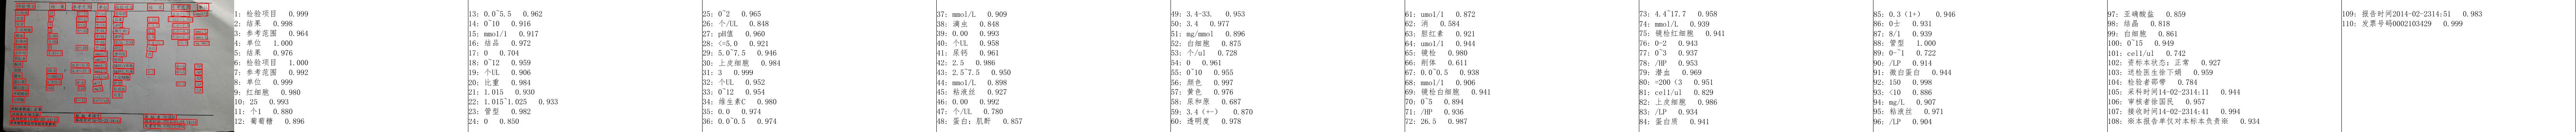 1: 检验项目 0.999
2: 结果 0.998
3: 参考范围 0.964
4: 单位 1.000
5: 结果 0.976
6: 检验项目 1.000
7: 参考范围 0.992
8: 单位 0.999
9: 红细胞 0.980
10: 25 0.993
11: 个1 0.880
12: 葡萄糖 0.896
13: 0.0~5.5 0.962
14: 0~10 0.916
15: mmol/1 0.917
16: 结晶 0.972
17: 0 0.704
18: 0~12 0.959
19: 个UL 0.906
20: 比重 0.984
21: 1.015 0.930
22: 1.015~1.025 0.933
23: 管型 0.982
24: 0 0.850
25: 0~2 0.965
26: 个/UL 0.848
27: pH值 0.960
28: <=5,0 0.921
29: 5.0~7.5 0.946
30: 上皮细胞 0.984
31: 3 0.999
32: 个UL 0.952
33: 0~12 0.954
34: 维生素C 0.980
35: 0.0 0.974
36: 0.0~0.5 0.974
37: mmol/L 0.909
38: 滴虫 0.848
39: 0.00 0.993
40: 个UL 0.958
41: 尿钙 0.961
42: 2.5 0.986
43: 2.5~7.5 0.950
44: mmol/L 0.898
45: 粘液丝 0.927
46: 0.00 0.992
47: 个/UL 0.780
48: 蛋白: 肌酐 0.857
49: 3.4-33. 0.953
50: 3.4 0.977
51: mg/mmol 0.896
52: 白细胞 0.875
53: 个/ul 0.728
54: 0 0.961
55: 0~10 0.955
56: 颜色 0.997
57: 黄色 0.976
58: 尿和原 0.687
59: 3.4(+-) 0.870
60: 透明度 0.978
61: umol/1 0.872
62: 消 0.584
63: 胆红素 0.921
64: umol/1 0.944
65: 镜检 0.980
66: 刚体 0.611
67: 0.0~0.5 0.938
68: mmol/1 0.906
69: 镜检白细胞 0.941
70: 0~5 0.894
71: /HP 0.936
72: 26.5 0.987
73: 4.4~17.7 0.958
74: mmol/L 0.939
75: 镜检红细胞 0.941
76: 0-2 0.943
77: 0~3 0.937
78: /HP 0.953
79: 潜血 0.969
80: =200 (3 0.951
81: cell/ul 0.829
82: 上皮细胞 0.986
83: /LP 0.934
84: 蛋白质 0.941
85: 0.3 (1+) 0.946
86: 0士 0.931
87: 8/1 0.939
88: 管型 1.000
89: 0-~1 0.722
90: /LP 0.914
91: 微白蛋白 0.944
92: 150 0.998
93: <10 0.886
94: mg/L 0.907
95: 粘液丝 0.971
96: /LP 0.904
97: 亚硝酸盐 0.859
98: 结晶 0.818
99: 白细胞 0.861
100: 0~15 0.949
101: cell/ul 0.742
102: 资标本状态: 正常 0.927
103: 送检医生徐下嫡 0.959
104: 检验者邵带 0.784
105: 采科时间14-02-2314:11 0.944
106: 审核者徐国民 0.957
107: 接收时间14-02-2314:41 0.994
108: ※本报告单仅对本标本负责※ 0.934
109: 报告时间2014-02-2314:51 0.983
110: 发票号码0002103429 0.999